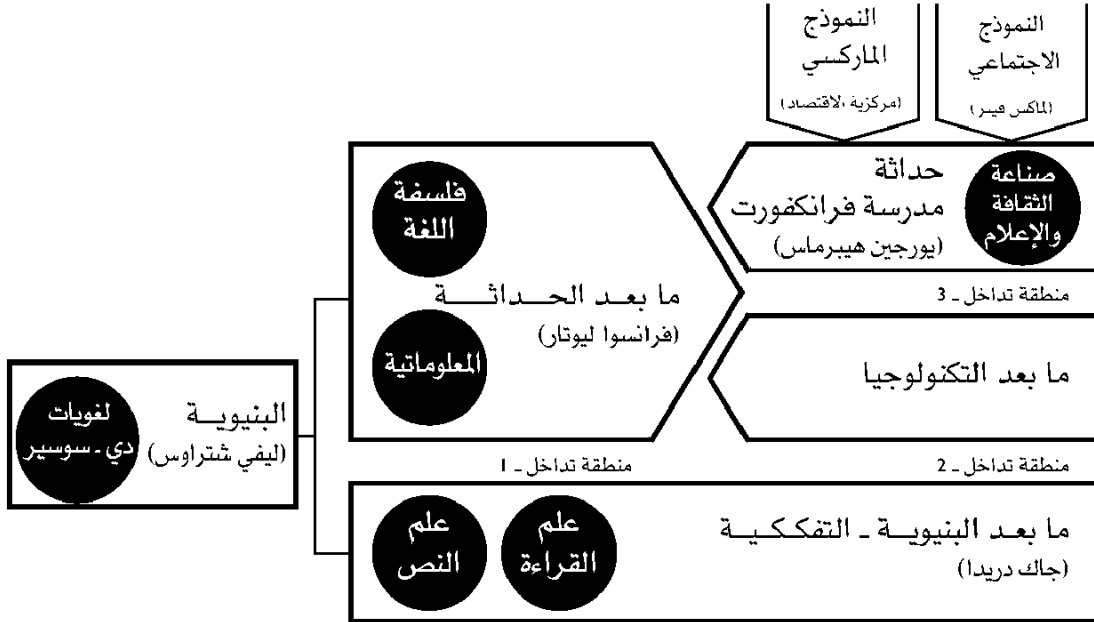 النموذج
الاجتماعي
(لماكس فيبر)
النموذج
الماركسي
(مركزية الاقتصاد)
صناعة
الثقافة
والإعلام
حداثة
مدرسة فرانكفورت
(يورجين هيبرماس)
فلسفة
اللغة
ما بعد الحداثة
(فرانسوا ليوتار)
المعلوماتية
منطقة تداخل - 3
ما بعد التكنولوجيا
البنيوية
(ليفي شتراوس)
لغويات
دي - سوسير
منطقة تداخل - 2
منطقة تداخل - 1
ما بعد البنيوية - التفككية
(جاك دريدا)
علم
القراءة
علم
النص